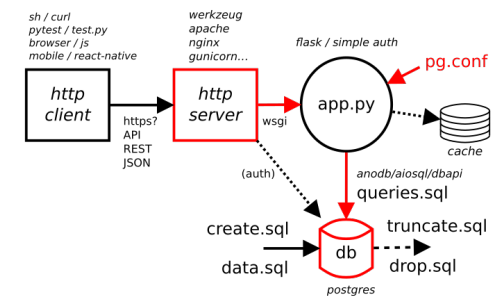 sh / curl
pytest / test.py
browser / js
mobile / react-native
werkzeug
apache
nginx
gunicorn...
flask / simple auth
pg.conf
http
client
http
server
app.py
https?
API
REST
JSON
wsgi
cache
(auth)
anodb/aiosql/dbapi
queries.sql
create.sql
data.sql
db
truncate.sql
drop.sql
postgres